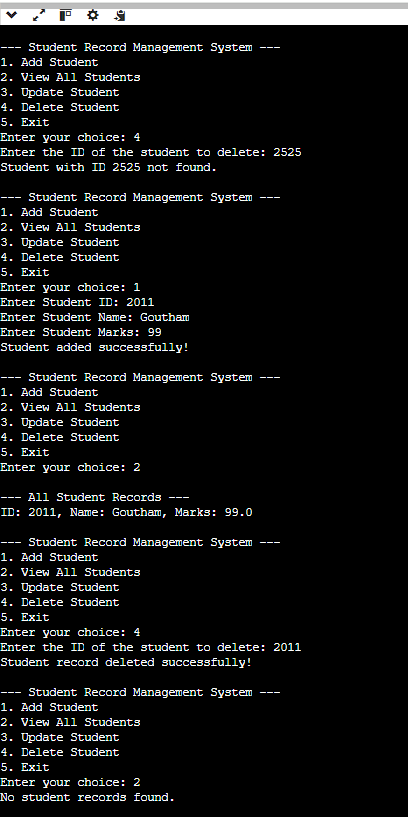 --- Student Record Management System ---
1. Add Student
2. View All Students
3. Update Student
4. Delete Student
5. Exit
Enter your choice: 4
Enter the ID of the student to delete: 2525
Student with ID 2525 not found.
--- Student Record Management System ---
1. Add Student
2. View All Students
3. Update Student
4. Delete Student
5. Exit
Enter your choice: 1
Enter Student ID: 2011
Enter Student Name: Goutham
Enter Student Marks: 99
Student added successfully!
--- Student Record Management System ---
1. Add Student
2. View All Students
3. Update Student
4. Delete Student
5. Exit
Enter your choice: 2
--- All Student Records ---
ID: 2011, Name: Goutham, Marks: 99.0
--- Student Record Management System ---
1. Add Student
2. View All Students
3. Update Student
4. Delete Student
5. Exit
Enter your choice: 4
Enter the ID of the student to delete: 2011
Student record deleted successfully!
--- Student Record Management System ---
1. Add Student
2. View All Students
3. Update Student
4. Delete Student
5. Exit
Enter your choice: 2
No student records found.